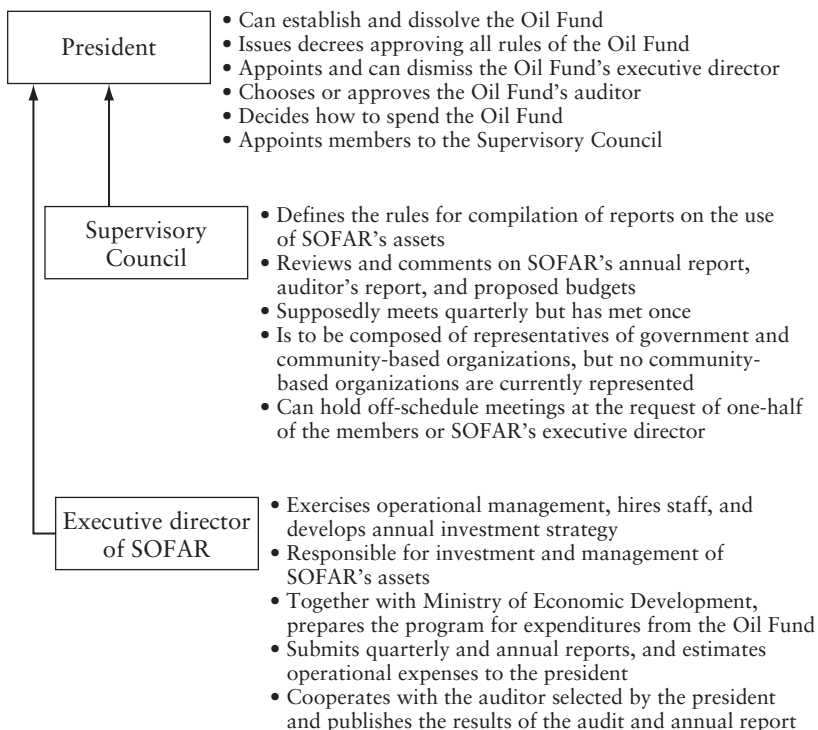 President
• Can establish and dissolve the Oil Fund
• Issues decrees approving all rules of the Oil Fund
• Appoints and can dismiss the Oil Fund’s executive director
• Chooses or approves the Oil Fund’s auditor
• Decides how to spend the Oil Fund
• Appoints members to the Supervisory Council
Supervisory
Council
• Defines the rules for compilation of reports on the use
of SOFAR’s assets
• Reviews and comments on SOFAR’s annual report,
auditor’s report, and proposed budgets
• Supposedly meets quarterly but has met once
• Is to be composed of representatives of government and
community-based organizations, but no community-
based organizations are currently represented
• Can hold off-schedule meetings at the request of one-half
of the members or SOFAR’s executive director
Executive director
of SOFAR
• Exercises operational management, hires staff, and
develops annual investment strategy
• Responsible for investment and management of
SOFAR’s assets
• Together with Ministry of Economic Development,
prepares the program for expenditures from the Oil Fund
• Submits quarterly and annual reports, and estimates
operational expenses to the president
• Cooperates with the auditor selected by the president
and publishes the results of the audit and annual report